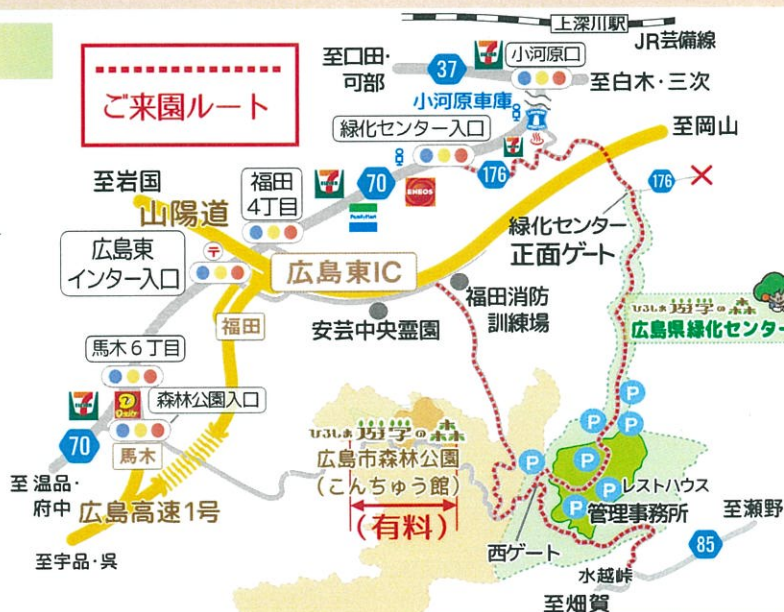 上深川駅
JR芸備線
ご来園ルート
至口田・
可部
37
小河原口
至白木・三次
小河原車庫
緑化センター入口
至岡山
176
70
至岩国
山陽道
福田
4丁目
ENEOS
FamilyMart
176
緑化センター
正面ゲート
広島東
インター入口
広島東IC
福田消防
訓練場
安芸中央霊園
福田
ひろしま遊学の森
広島県緑化センター
馬木6丁目
森林公園入口
70
馬木
ひろしま遊学の森
広島市森林公園
(こんちゅう館)
(有料)
P
P
P
P
P
P
P
レストハウス
管理事務所
至温品・
府中
広島高速1号
至瀬野
西ゲート
85
至宇品・呉
水越峠
至畑賀